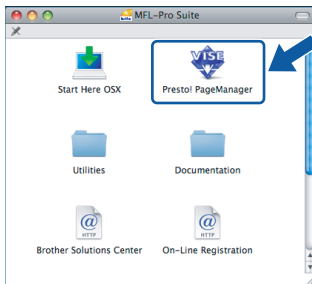 MFL-Pro Suite
VISE
Start Here OSX
Presto! PageManager
Utilities
Documentation
@
HTTP
@
HTTP
Brother Solutions Center
On-Line Registration